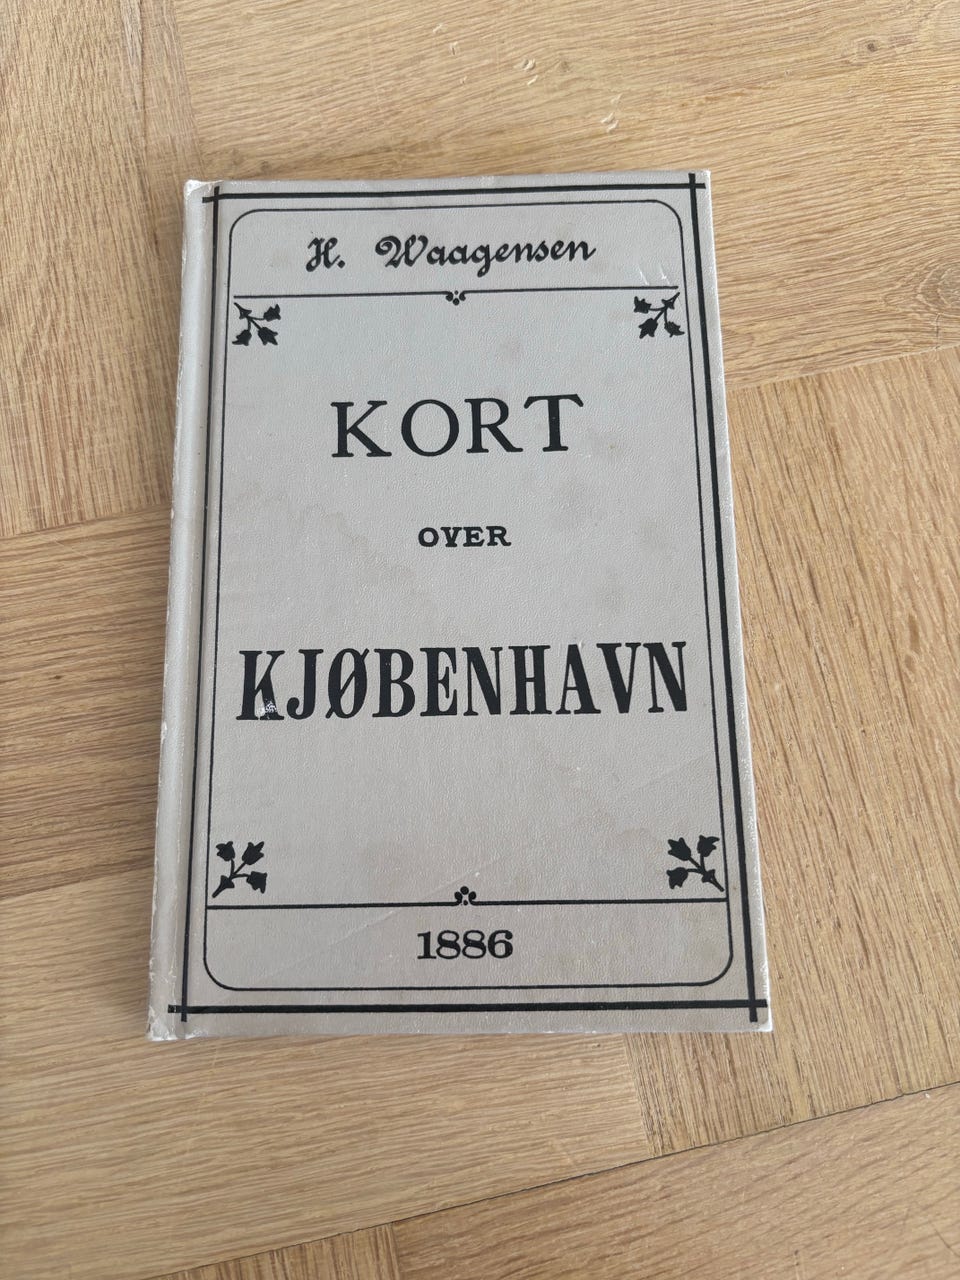 H. Waagensen
KORT
OVER
KJØBENHAVN
1886